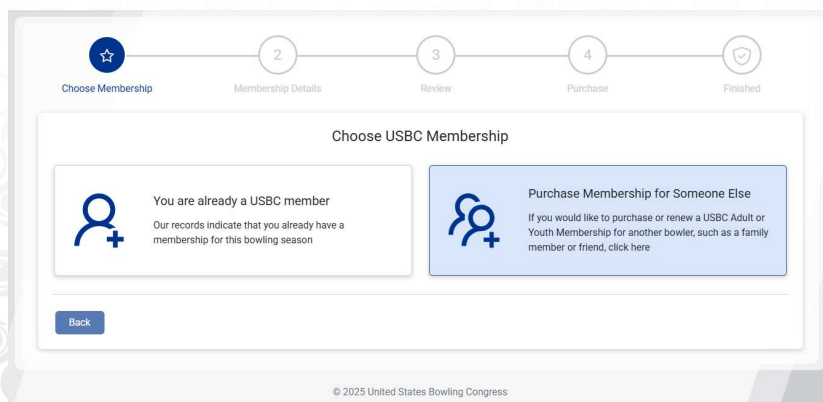 2
3
4
Choose Membership
Membership Details
Review
Purchase
Finished
Choose USBC Membership
You are already a USBC member
Our records indicate that you already have a
membership for this bowling season
Purchase Membership for Someone Else
If you would like to purchase or renew a USBC Adult or
Youth Membership for another bowler, such as a family
member or friend, click here
Back
© 2025 United States Bowling Congress